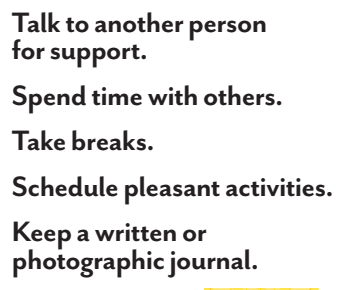 Talk to another person
for support.
Spend time with others.
Take breaks.
Schedule pleasant activities.
Keep a written or
photographic journal.